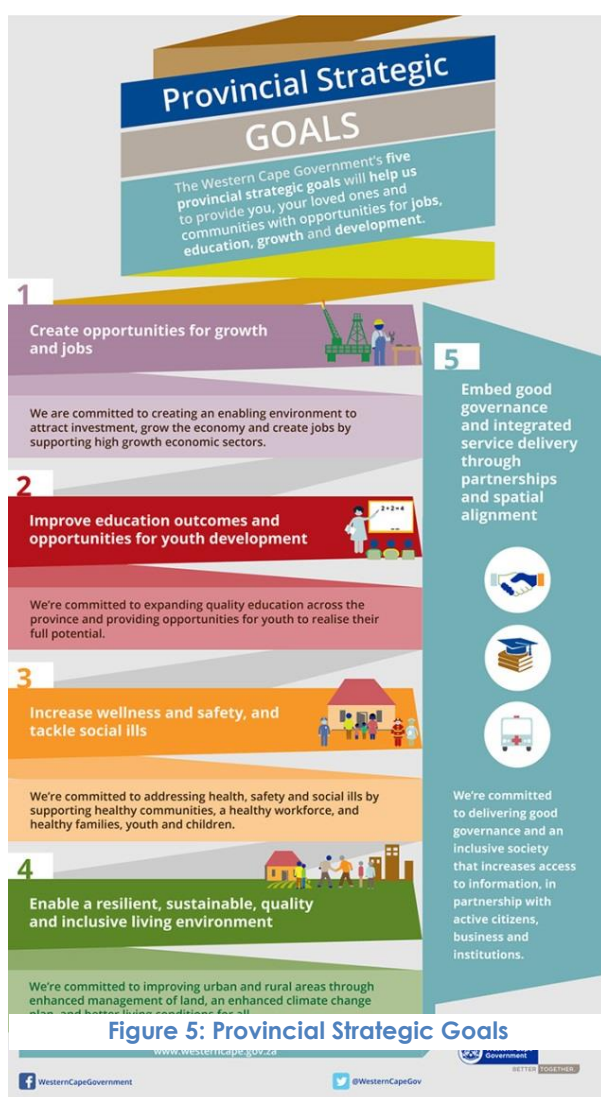 Provincial Strategic
GOALS
The Western Cape Government's five
provincial strategic goals will help us
to provide you, your loved ones and
communities with opportunities for jobs,
education, growth and development.
1
Create opportunities for growth
and jobs
We are committed to creating an enabling environment to
attract investment, grow the economy and create jobs by
supporting high growth economic sectors.
2
Improve education outcomes and
opportunities for youth development
2+2=4
We're committed to expanding quality education across the
province and providing opportunities for youth to realise their
full potential.
3
Increase wellness and safety, and
tackle social ills
We're committed to addressing health, safety and social ills by
supporting healthy communities, a healthy workforce, and
healthy families, youth and children.
4
Enable a resilient, sustainable, quality
and inclusive living environment
We're committed to improving urban and rural areas through
enhanced management of land, an enhanced climate change
plan, and better living conditions for all.
5
Embed good
governance
and integrated
service delivery
through
partnerships
and spatial
alignment
We're committed
to delivering good
governance and an
inclusive society
that increases access
to information, in
partnership with
active citizens,
business and
institutions.
Figure 5: Provincial Strategic Goals
www.westerncape.gov.za
Government
BETTER TOGETHER.
WesternCapeGovernment
@WesternCapeGov